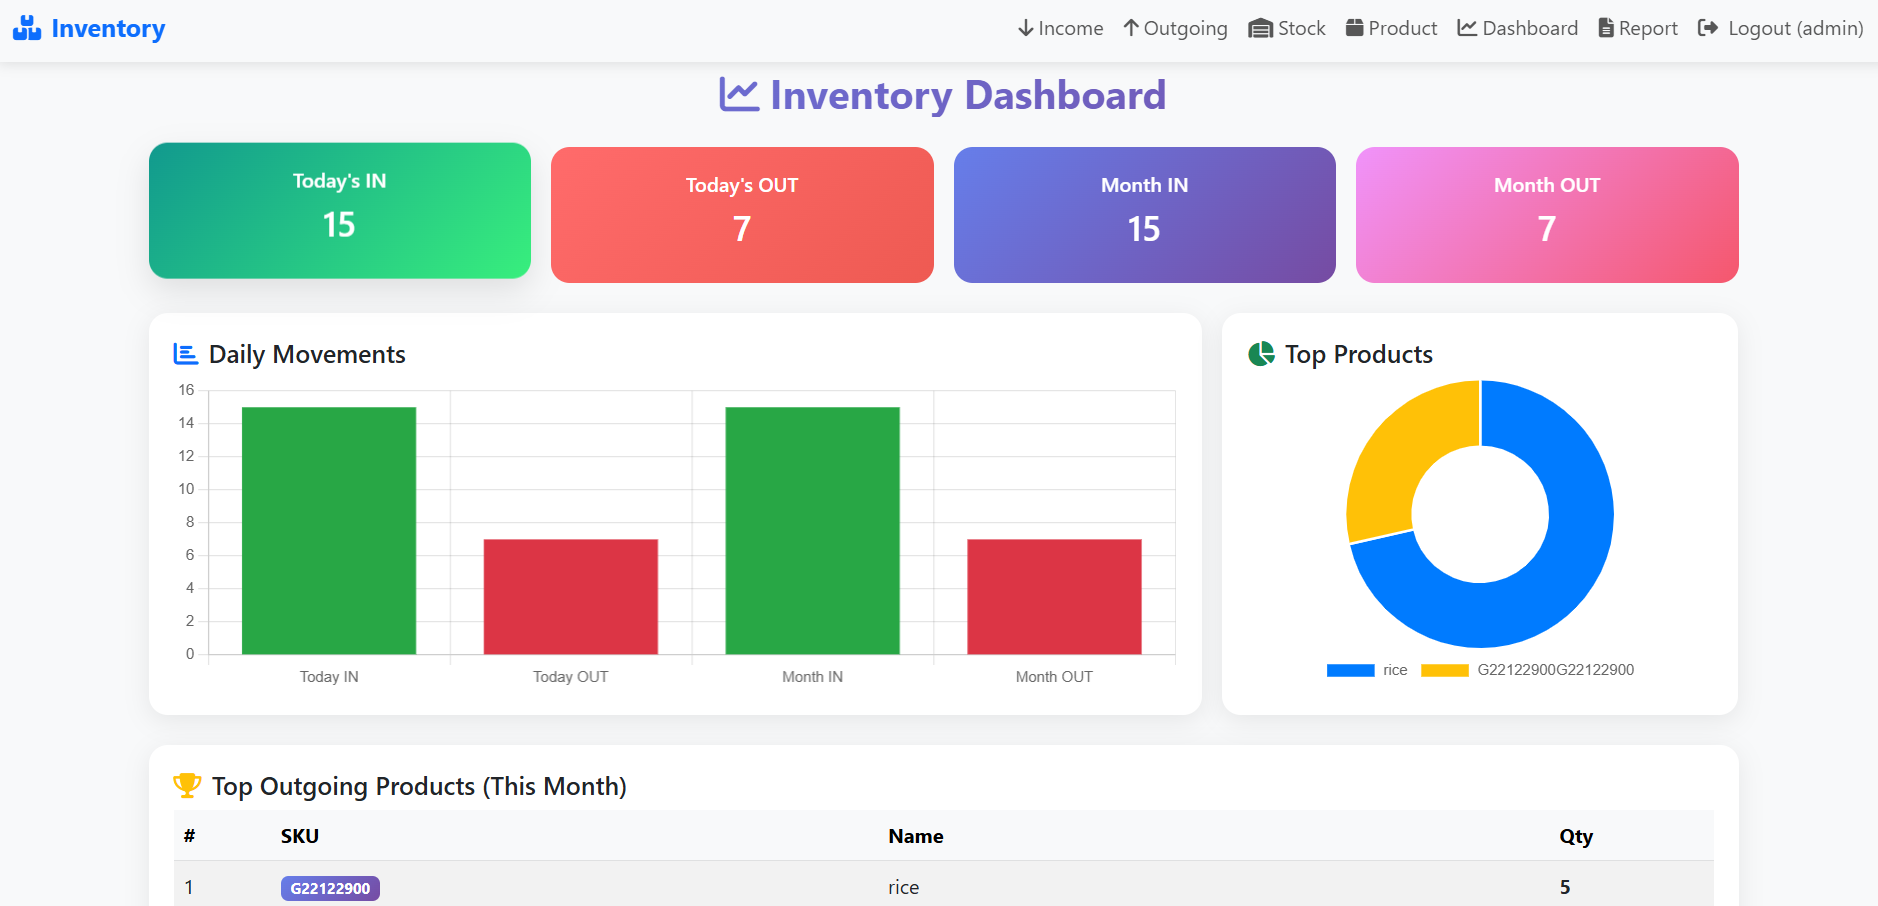 Inventory
Income Outgoing Stock Product Dashboard Report Logout (admin)
Inventory Dashboard
Today's IN
15
Today's OUT
7
Month IN
15
Month OUT
7
Daily Movements
16
14
12
10
8
6
4
2
0
Today IN Today OUT Month IN Month OUT
Top Products
rice G22122900G22122900
Top Outgoing Products (This Month)
# SKU Name Qty
1 G22122900 rice 5